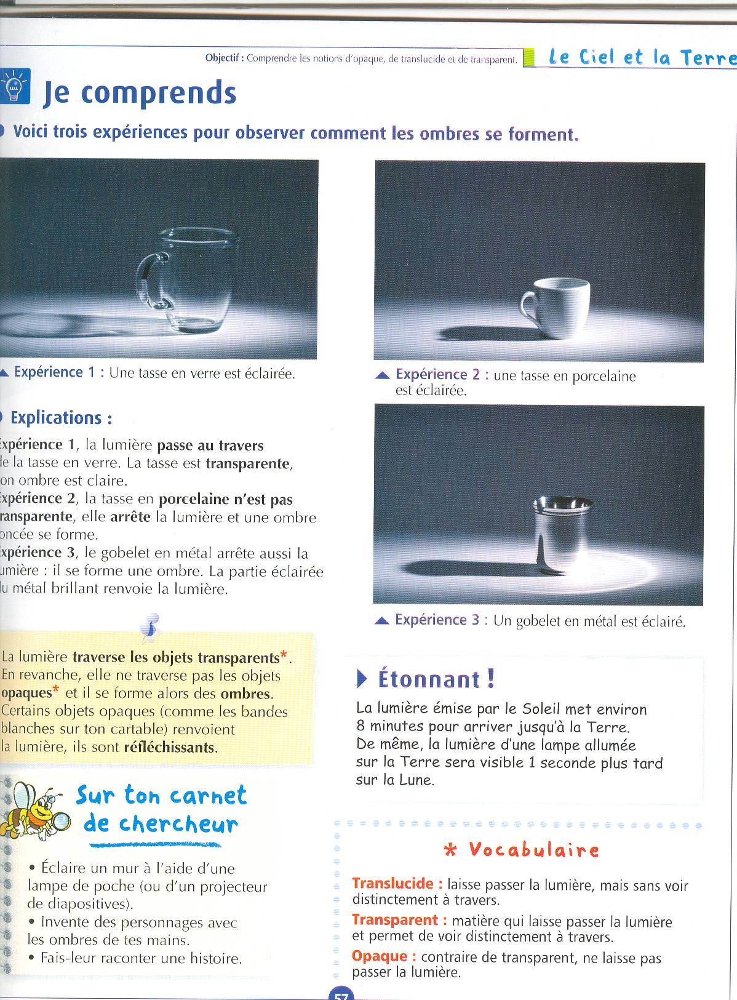 Objectif : Comprendre les notions d'opaque, de translucide et de transparent.
Le Ciel et la Terre
Je comprends
Voici trois expériences pour observer comment les ombres se forment.
▲ Expérience 1 : Une tasse en verre est éclairée.
▲ Expérience 2 : une tasse en porcelaine
est éclairée.
Explications :
xpérience 1, la lumière passe au travers
de la tasse en verre. La tasse est transparente,
on ombre est claire.
xpérience 2, la tasse en porcelaine n'est pas
ransparente, elle arrête la lumière et une ombre
oncée se forme.
xpérience 3, le gobelet en métal arrête aussi la
umière : il se forme une ombre. La partie éclairée
du métal brillant renvoie la lumière.
▲ Expérience 3 : Un gobelet en métal est éclairé.
La lumière traverse les objets transparents*.
En revanche, elle ne traverse pas les objets
opaques* et il se forme alors des ombres.
Certains objets opaques (comme les bandes
blanches sur ton cartable) renvoient
la lumière, ils sont réfléchissants.
Étonnant !
La lumière émise par le Soleil met environ
8 minutes pour arriver jusqu'à la Terre.
De même, la lumière d'une lampe allumée
sur la Terre sera visible 1 seconde plus tard
sur la Lune.
Sur ton carnet
de chercheur
• Éclaire un mur à l'aide d'une
lampe de poche (ou d'un projecteur
de diapositives).
• Invente des personnages avec
les ombres de tes mains.
• Fais-leur raconter une histoire.
* Vocabulaire
Translucide : laisse passer la lumière, mais sans voir
distinctement à travers.
Transparent : matière qui laisse passer la lumière
et permet de voir distinctement à travers.
Opaque : contraire de transparent, ne laisse pas
passer la lumière.
57